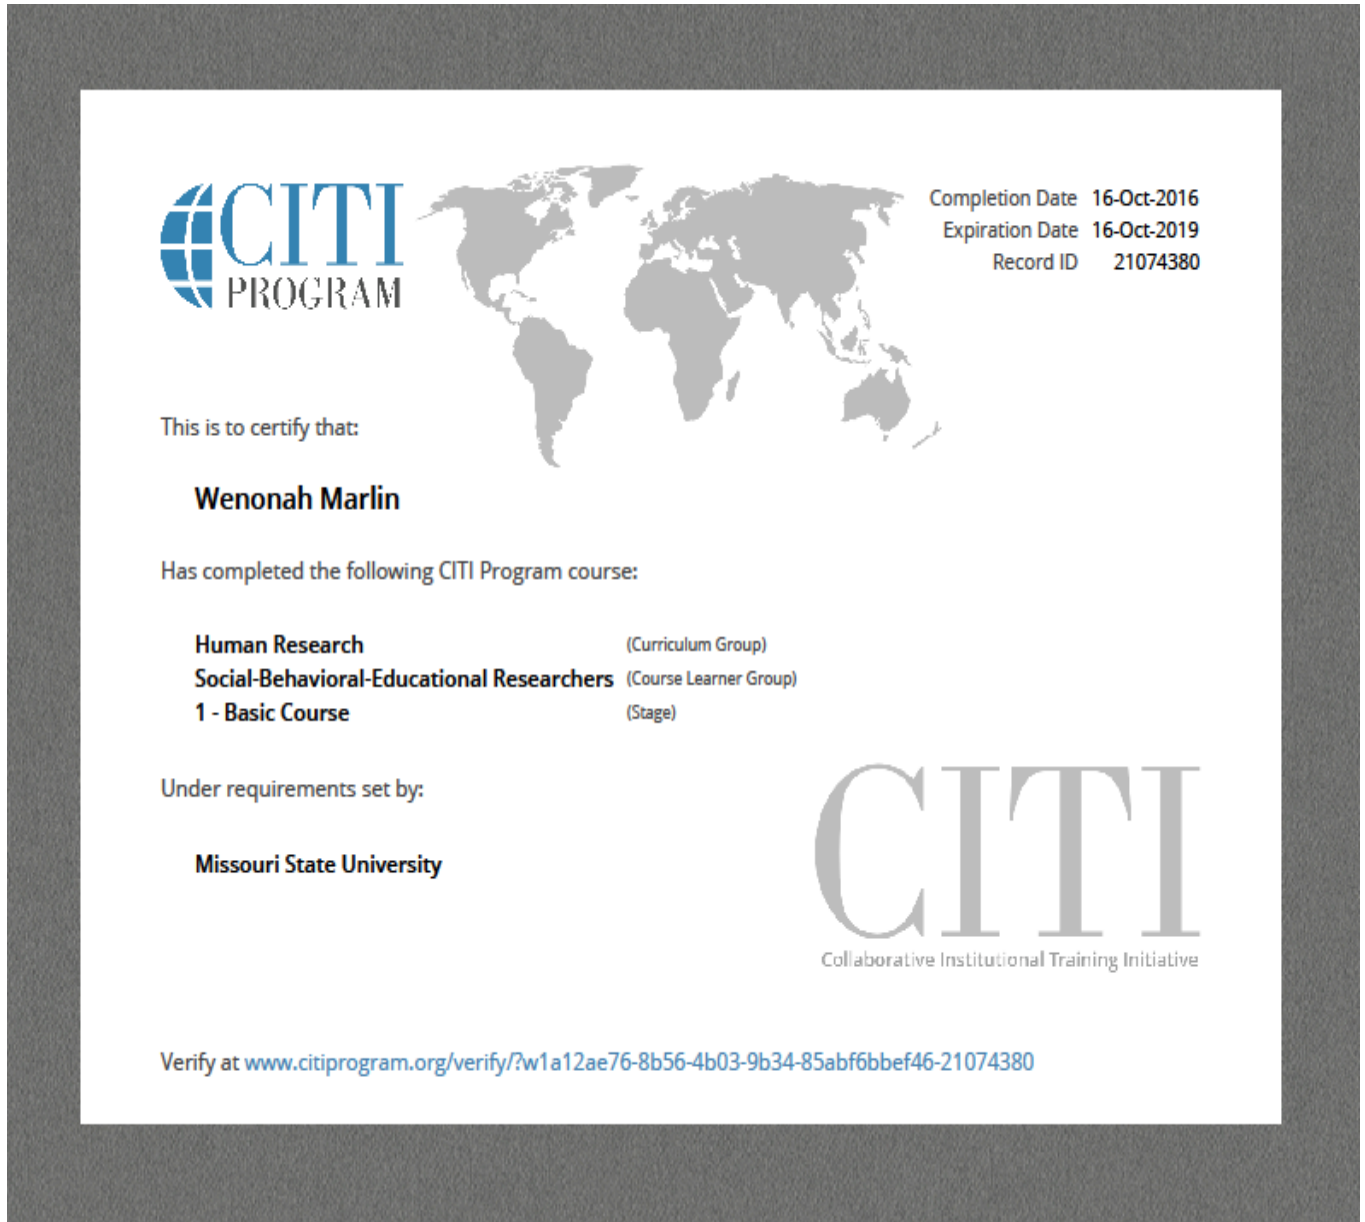 CITI
PROGRAM
Completion Date 16-Oct-2016
Expiration Date 16-Oct-2019
Record ID 21074380
This is to certify that:
Wenonah Marlin
Has completed the following CITI Program course:
Human Research (Curriculum Group)
Social-Behavioral-Educational Researchers (Course Learner Group)
1 - Basic Course (Stage)
Under requirements set by:
Missouri State University
CITI
Collaborative Institutional Training Initiative
Verify at www.citiprogram.org/verify/?w1a12ae76-8b56-4b03-9b34-85abf6bbef46-21074380